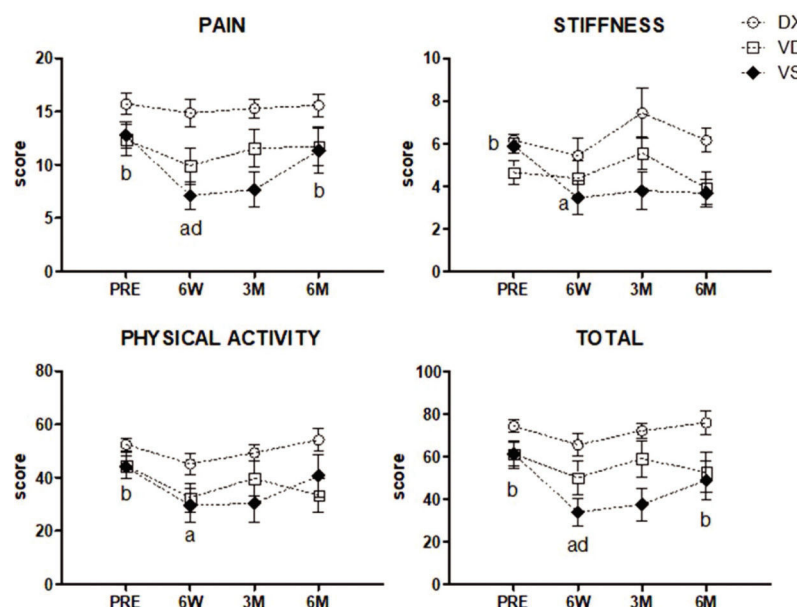 PAIN
20
15
10
5
0
score
b
ad
b
PRE 6W 3M 6M
STIFFNESS
10
8
6
4
2
0
score
b
a
PRE 6W 3M 6M
DX
VD
VS
PHYSICAL ACTIVITY
80
60
40
20
0
score
b
a
PRE 6W 3M 6M
TOTAL
100
80
60
40
20
0
score
b
ad
b
PRE 6W 3M 6M